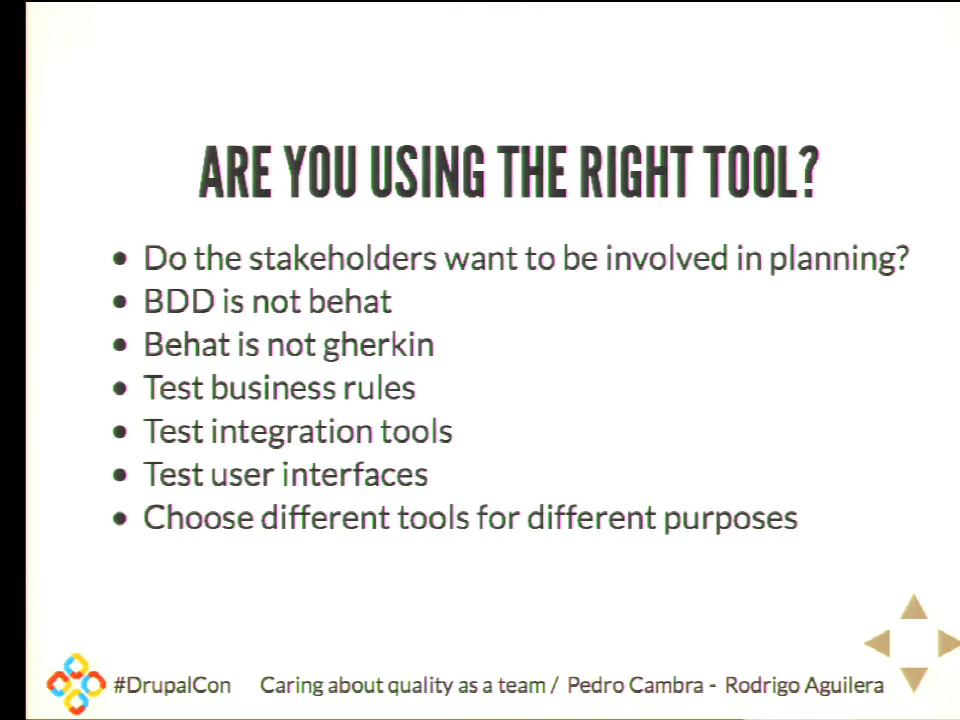 ARE YOU USING THE RIGHT TOOL?
Do the stakeholders want to be involved in planning?
BDD is not behat
Behat is not gherkin
Test business rules
Test integration tools
Test user interfaces
Choose different tools for different purposes
#DrupalCon Caring about quality as a team / Pedro Cambra - Rodrigo Aguilera